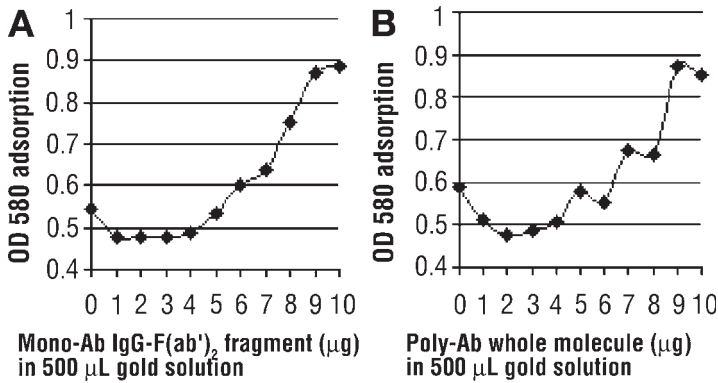 A
OD 580 adsorption
1
0.9
0.8
0.7
0.6
0.5
0.4
0 1 2 3 4 5 6 7 8 9 10
Mono-Ab IgG-F(ab')₂ fragment (μg)
in 500 μL gold solution
B
OD 580 adsorption
1
0.9
0.8
0.7
0.6
0.5
0.4
0 1 2 3 4 5 6 7 8 9 10
Poly-Ab whole molecule (μg)
in 500 μL gold solution